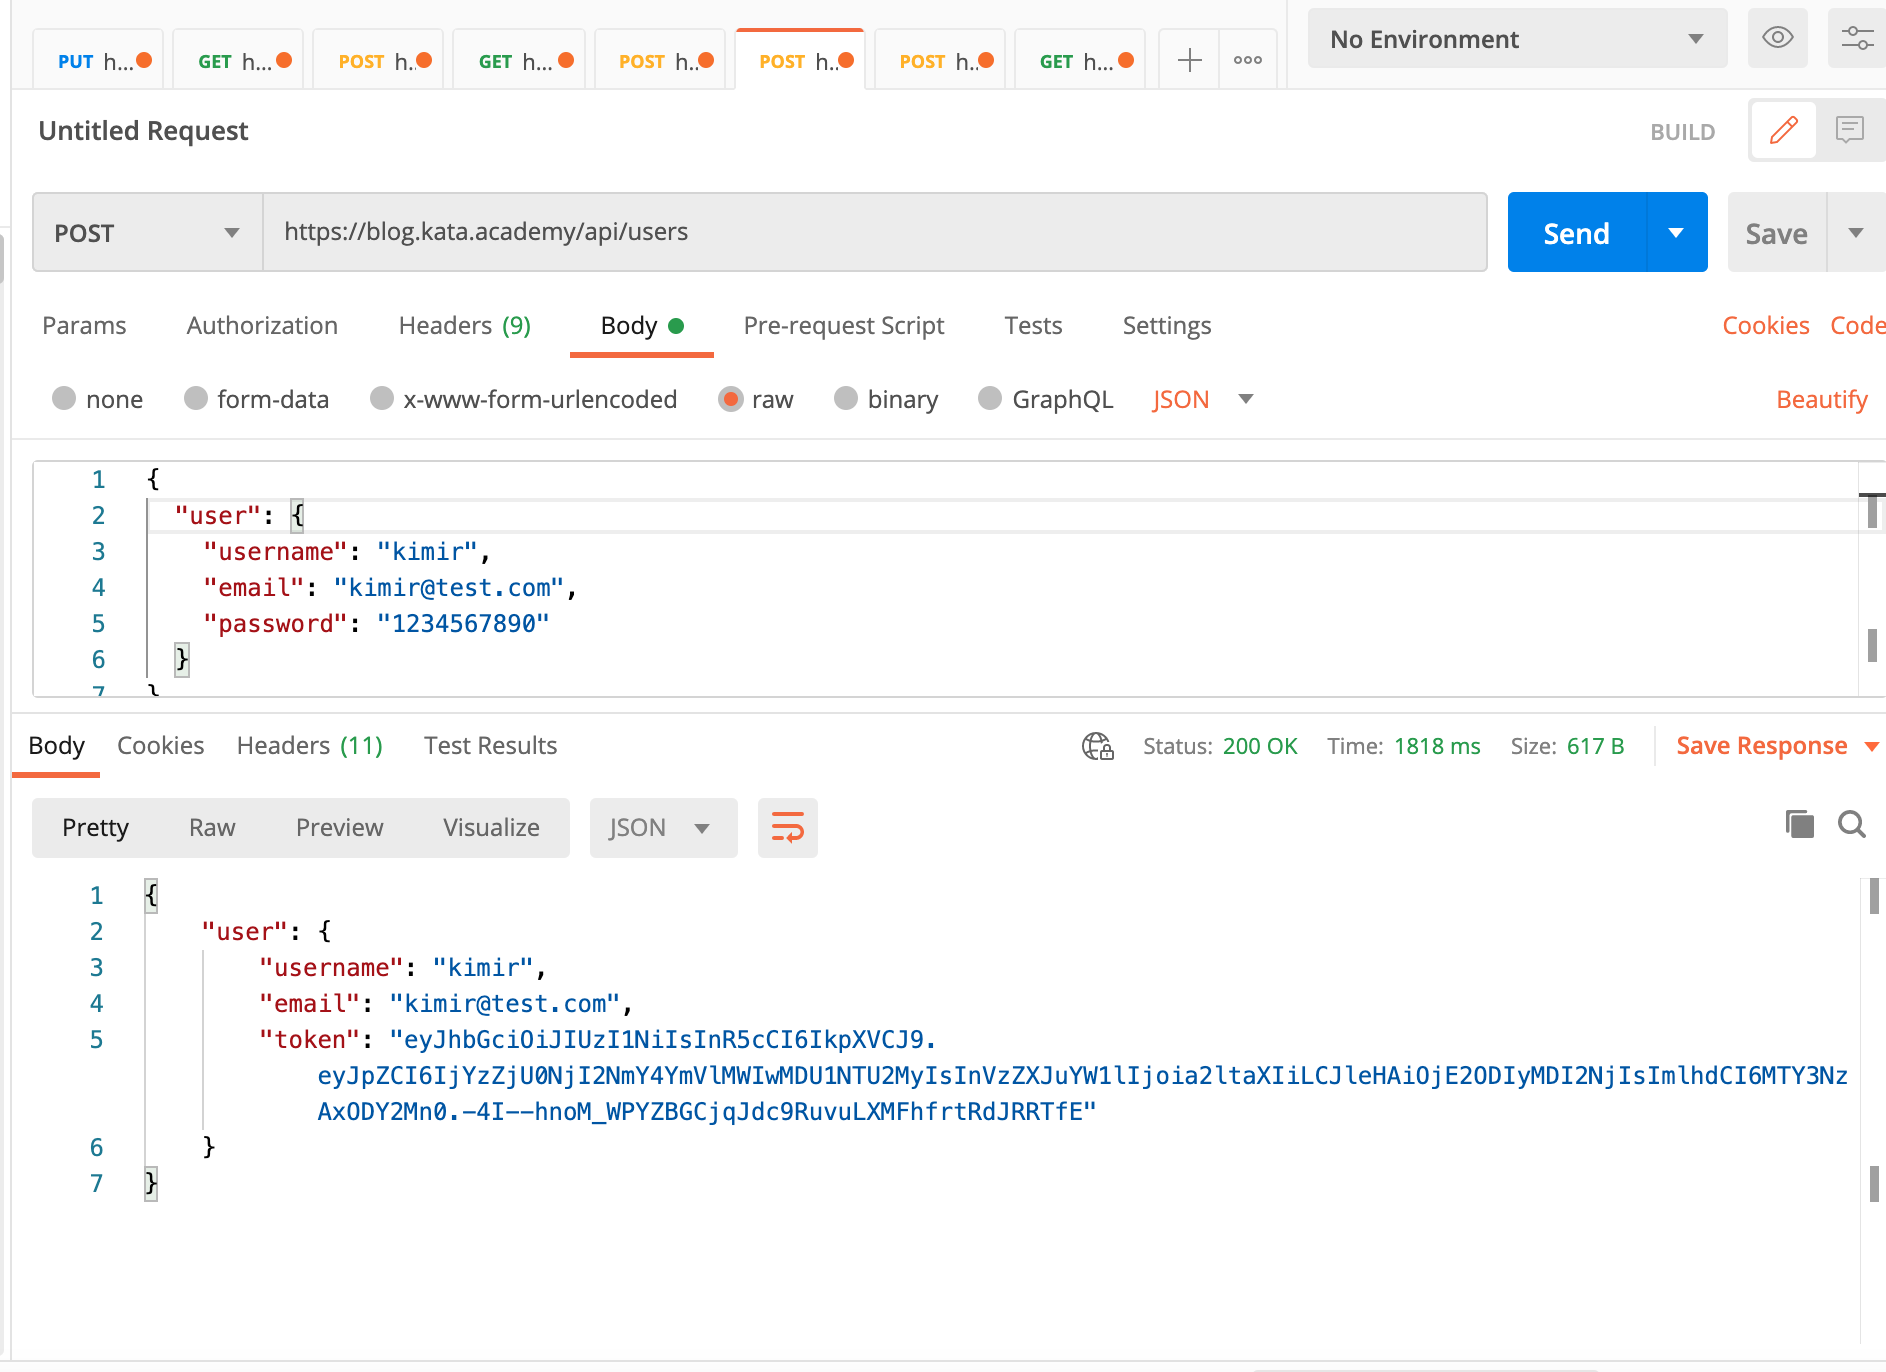 PUT h... GET h... POST h.. GET h... POST h.. POST h.. POST h.. GET h... No Environment
Untitled Request BUILD
POST https://blog.kata.academy/api/users Send Save
Params Authorization Headers (9) Body Pre-request Script Tests Settings Cookies Code
none form-data x-www-form-urlencoded raw binary GraphQL JSON Beautify
1 {
2 "user": {
3 "username": "kimir",
4 "email": "kimir@test.com",
5 "password": "1234567890"
6 }
7 }
Body Cookies Headers (11) Test Results Status: 200 OK Time: 1818 ms Size: 617 B Save Response
Pretty Raw Preview Visualize JSON
1 {
2 "user": {
3 "username": "kimir",
4 "email": "kimir@test.com",
5 "token": "eyJhbGciOiJIUzI1NiIsInR5cCI6IkpXVCJ9.
eyJpZCI6IjYzZjU0NjI2NmY4YmVlMWIwMDU1NTU2MyIsInVzZXJuYW1lIjoia2ltaXIiLCJleHAiOjE2ODIyMDI2NjIsImlhdCI6MTY3Nz
AxODY2Mn0.-4I--hnoM_WPYZBGCjqJdc9RuvuLXMFhfrtRdJRRTfE"
6 }
7 }